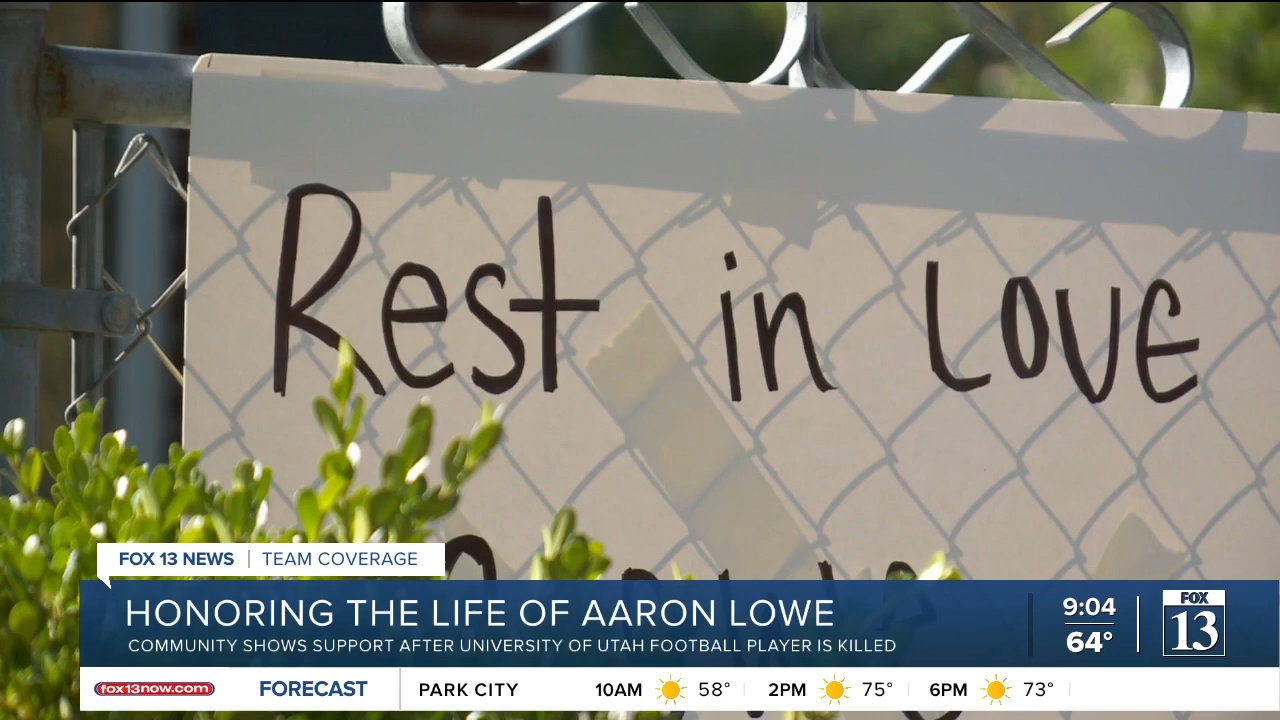 Rest in LOVE
FOX 13 NEWS | TEAM COVERAGE
HONORING THE LIFE OF AARON LOWE
COMMUNITY SHOWS SUPPORT AFTER UNIVERSITY OF UTAH FOOTBALL PLAYER IS KILLED
9:04
64°
FOX
13
fox13now.com FORECAST PARK CITY 10AM 58° 2PM 75° 6PM 73°